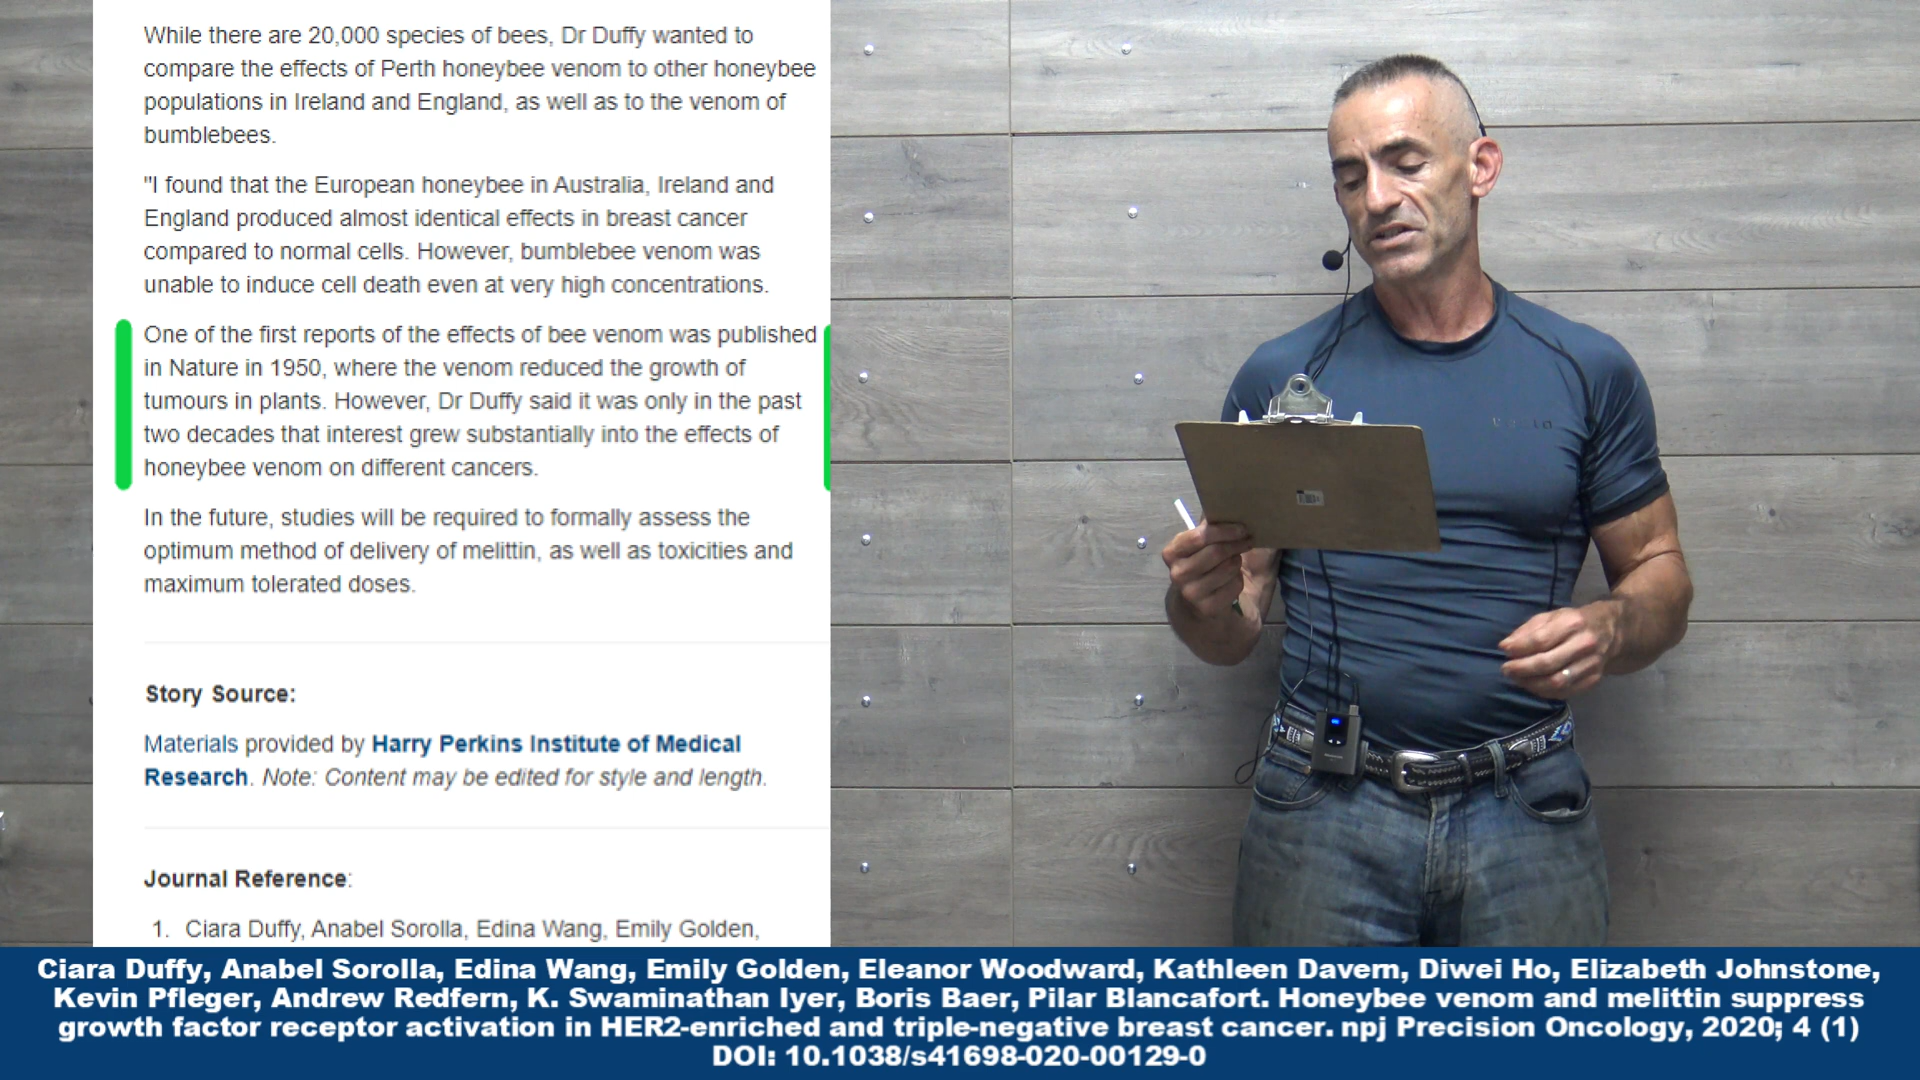 While there are 20,000 species of bees, Dr Duffy wanted to
compare the effects of Perth honeybee venom to other honeybee
populations in Ireland and England, as well as to the venom of
bumblebees.
"I found that the European honeybee in Australia, Ireland and
England produced almost identical effects in breast cancer
compared to normal cells. However, bumblebee venom was
unable to induce cell death even at very high concentrations.
One of the first reports of the effects of bee venom was published
in Nature in 1950, where the venom reduced the growth of
tumours in plants. However, Dr Duffy said it was only in the past
two decades that interest grew substantially into the effects of
honeybee venom on different cancers.
In the future, studies will be required to formally assess the
optimum method of delivery of melittin, as well as toxicities and
maximum tolerated doses.
Story Source:
Materials provided by Harry Perkins Institute of Medical
Research. Note: Content may be edited for style and length.
Journal Reference:
1. Ciara Duffy, Anabel Sorolla, Edina Wang, Emily Golden,
Ciara Duffy, Anabel Sorolla, Edina Wang, Emily Golden, Eleanor Woodward, Kathleen Davern, Diwei Ho, Elizabeth Johnstone,
Kevin Pfleger, Andrew Redfern, K. Swaminathan Iyer, Boris Baer, Pilar Blancafort. Honeybee venom and melittin suppress
growth factor receptor activation in HER2-enriched and triple-negative breast cancer. npj Precision Oncology, 2020; 4 (1)
DOI: 10.1038/s41698-020-00129-0